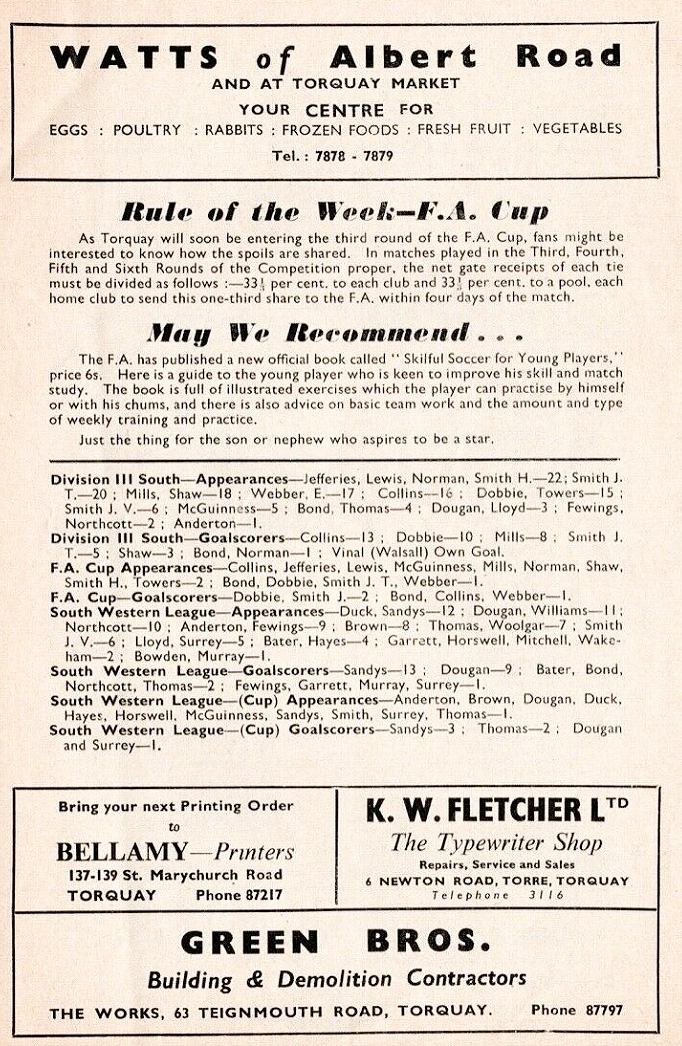 WATTS of Albert Road
AND AT TORQUAY MARKET
YOUR CENTRE FOR
EGGS : POULTRY : RABBITS : FROZEN FOODS : FRESH FRUIT : VEGETABLES
Tel. : 7878 - 7879
Rule of the Week—F.A. Cup
As Torquay will soon be entering the third round of the F.A. Cup, fans might be
interested to know how the spoils are shared. In matches played in the Third, Fourth,
Fifth and Sixth Rounds of the Competition proper, the net gate receipts of each tie
must be divided as follows :—33⅓ per cent. to each club and 33⅓ per cent. to a pool, each
home club to send this one-third share to the F.A. within four days of the match.
May We Recommend . . .
The F.A. has published a new official book called " Skilful Soccer for Young Players,"
price 6s. Here is a guide to the young player who is keen to improve his skill and match
study. The book is full of illustrated exercises which the player can practise by himself
or with his chums, and there is also advice on basic team work and the amount and type
of weekly training and practice.
Just the thing for the son or nephew who aspires to be a star.
Division III South—Appearances—Jefferies, Lewis, Norman, Smith H.—22; Smith J.
T.—20 ; Mills, Shaw—18 ; Webber, E.—17 ; Collins—16 ; Dobbie, Towers—15 ;
Smith J. V.—6 ; McGuinness—5 ; Bond, Thomas—4 ; Dougan, Lloyd—3 ; Fewings,
Northcott—2 ; Anderton—1.
Division III South—Goalscorers—Collins—13 ; Dobbie—10 ; Mills—8 ; Smith J.
T.—5 ; Shaw—3 ; Bond, Norman—1 ; Vinal (Walsall) Own Goal.
F.A. Cup Appearances—Collins, Jefferies, Lewis, McGuinness, Mills, Norman, Shaw,
Smith H., Towers—2 ; Bond, Dobbie, Smith J. T., Webber—1.
F.A. Cup—Goalscorers—Dobbie, Smith J.—2 ; Bond, Collins, Webber—1.
South Western League—Appearances—Duck, Sandys—12 ; Dougan, Williams—11 ;
Northcott—10 ; Anderton, Fewings—9 ; Brown—8 ; Thomas, Woolgar—7 ; Smith
J. V.—6 ; Lloyd, Surrey—5 ; Bater, Hayes—4 ; Garrett, Horswell, Mitchell, Wake-
ham—2 ; Bowden, Murray—1.
South Western League—Goalscorers—Sandys—13 ; Dougan—9 ; Bater, Bond,
Northcott, Thomas—2 ; Fewings, Garrett, Murray, Surrey—1.
South Western League—(Cup) Appearances—Anderton, Brown, Dougan, Duck,
Hayes, Horswell, McGuinness, Sandys, Smith, Surrey, Thomas—1.
South Western League—(Cup) Goalscorers—Sandys—3 ; Thomas—2 ; Dougan
and Surrey—1.
Bring your next Printing Order
to
BELLAMY—Printers
137-139 St. Marychurch Road
TORQUAY Phone 87217
K. W. FLETCHER LTD
The Typewriter Shop
Repairs, Service and Sales
6 NEWTON ROAD, TORRE, TORQUAY
Telephone 3116
GREEN BROS.
Building & Demolition Contractors
THE WORKS, 63 TEIGNMOUTH ROAD, TORQUAY. Phone 87797